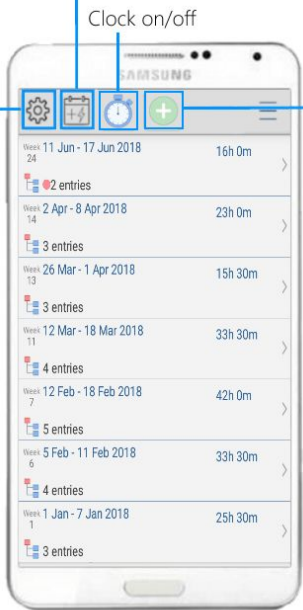 Clock on/off
SAMSUNG
Week 11 Jun - 17 Jun 2018 16h 0m
24
2 entries
Week 2 Apr - 8 Apr 2018 23h 0m
14
3 entries
Week 26 Mar - 1 Apr 2018 15h 30m
13
3 entries
Week 12 Mar - 18 Mar 2018 33h 30m
11
4 entries
Week 12 Feb - 18 Feb 2018 42h 0m
7
5 entries
Week 5 Feb - 11 Feb 2018 33h 30m
6
4 entries
Week 1 Jan - 7 Jan 2018 25h 30m
1
3 entries